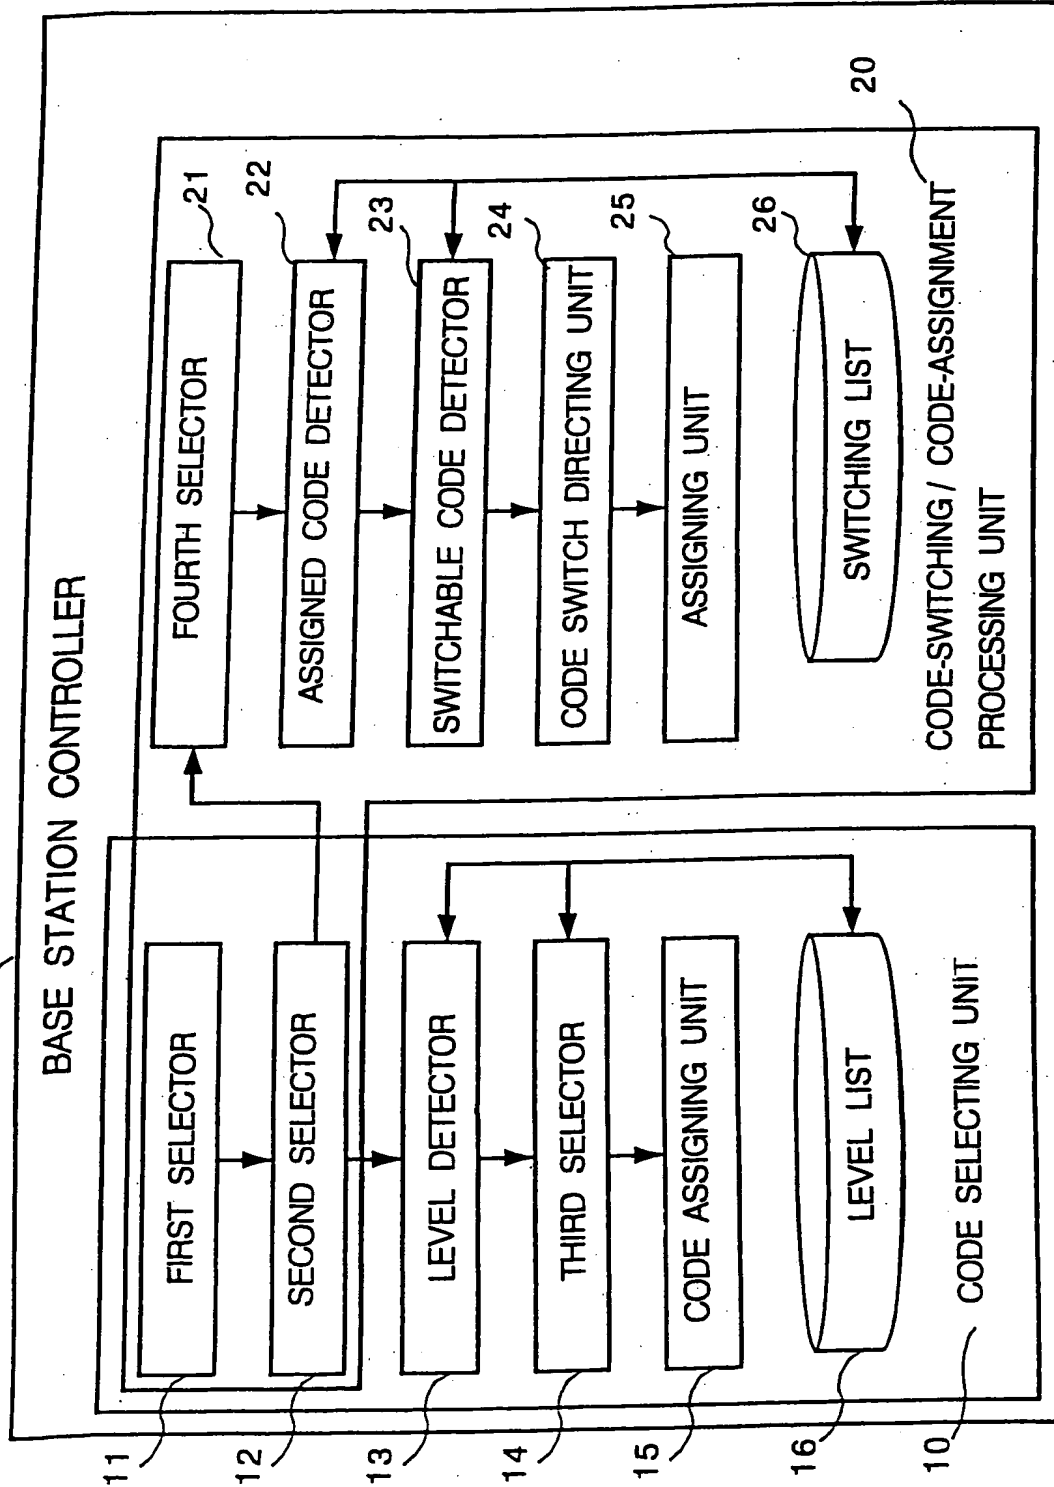 BASE STATION CONTROLLER
11
FIRST SELECTOR
12
SECOND SELECTOR
13
LEVEL DETECTOR
14
THIRD SELECTOR
15
CODE ASSIGNING UNIT
16
LEVEL LIST
10
CODE SELECTING UNIT
FOURTH SELECTOR
21
ASSIGNED CODE DETECTOR
22
SWITCHABLE CODE DETECTOR
23
CODE SWITCH DIRECTING UNIT
24
ASSIGNING UNIT
25
SWITCHING LIST
26
CODE-SWITCHING / CODE-ASSIGNMENT
PROCESSING UNIT
20